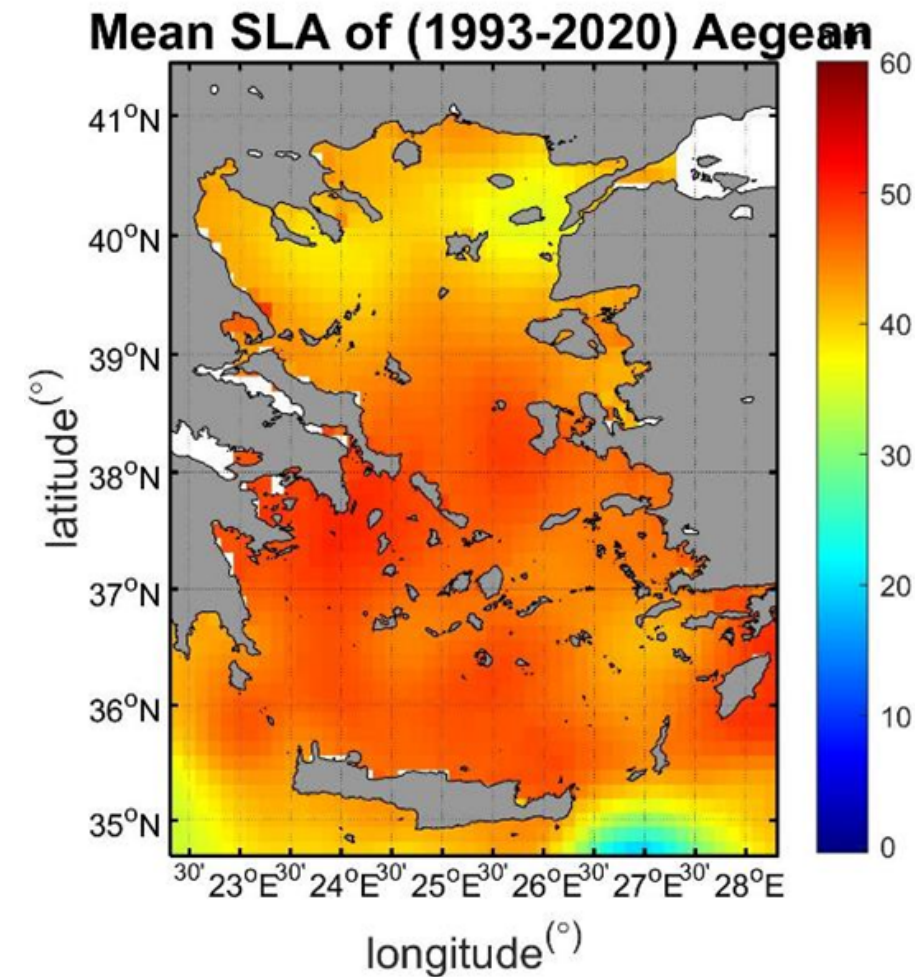 Mean SLA of (1993-2020) Aegean
60
50
40
30
20
10
0
41°N
40°N
39°N
38°N
37°N
36°N
35°N
latitude(°)
30' 23°E 30' 24°E 30' 25°E 30' 26°E 30' 27°E 30' 28°E
longitude(°)